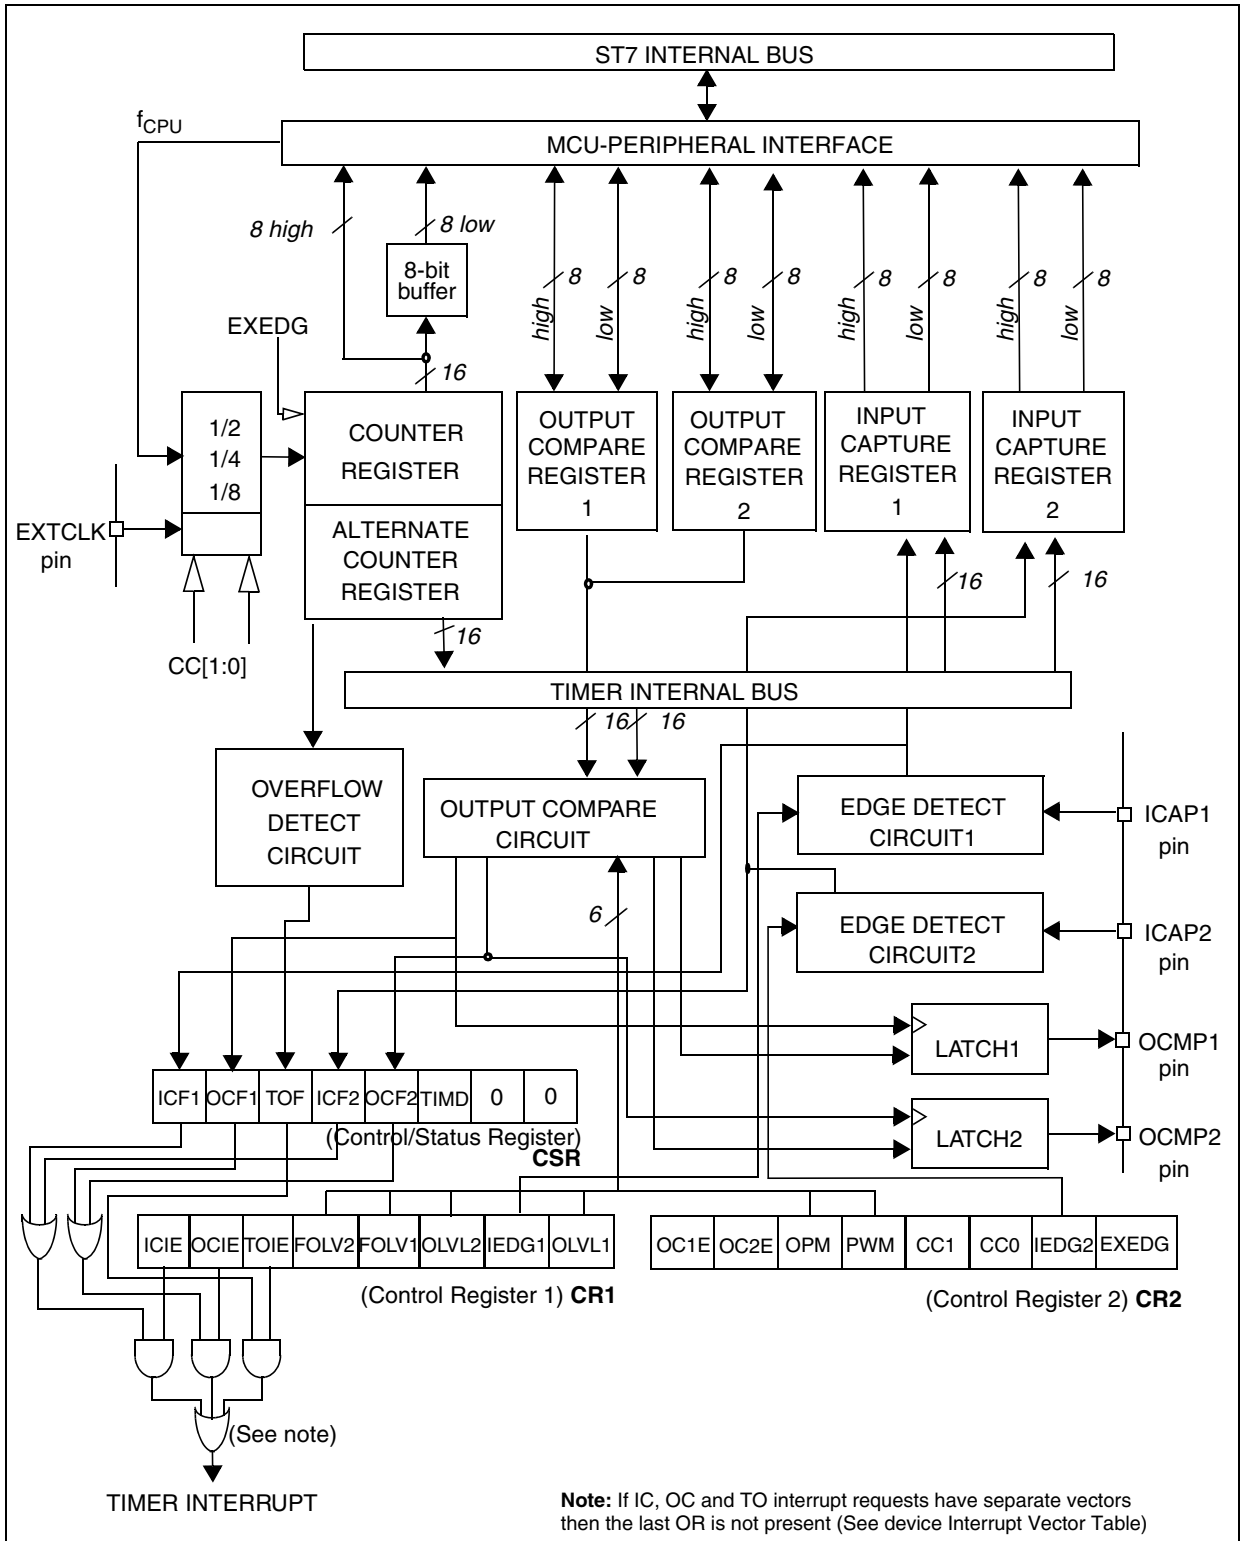 ST7 INTERNAL BUS
fCPU
MCU-PERIPHERAL INTERFACE
8 high
8 low
8-bit
buffer
8
8
8
8
8
8
8
8
high
low
high
low
high
low
high
low
EXEDG
16
1/2
1/4
1/8
COUNTER
REGISTER
OUTPUT
COMPARE
REGISTER
1
OUTPUT
COMPARE
REGISTER
2
INPUT
CAPTURE
REGISTER
1
INPUT
CAPTURE
REGISTER
2
EXTCLK
pin
ALTERNATE
COUNTER
REGISTER
16
16
16
CC[1:0]
TIMER INTERNAL BUS
16
16
OVERFLOW
DETECT
CIRCUIT
OUTPUT COMPARE
CIRCUIT
EDGE DETECT
CIRCUIT1
ICAP1
pin
6
EDGE DETECT
CIRCUIT2
ICAP2
pin
LATCH1
OCMP1
pin
ICF1 OCF1 TOF ICF2 OCF2 TIMD 0 0
(Control/Status Register)
CSR
LATCH2
OCMP2
pin
ICIE OCIE TOIE FOLV2 FOLV1 OLVL2 IEDG1 OLVL1
OC1E OC2E OPM PWM CC1 CC0 IEDG2 EXEDG
(Control Register 1) CR1
(Control Register 2) CR2
(See note)
TIMER INTERRUPT
Note: If IC, OC and TO interrupt requests have separate vectors
then the last OR is not present (See device Interrupt Vector Table)